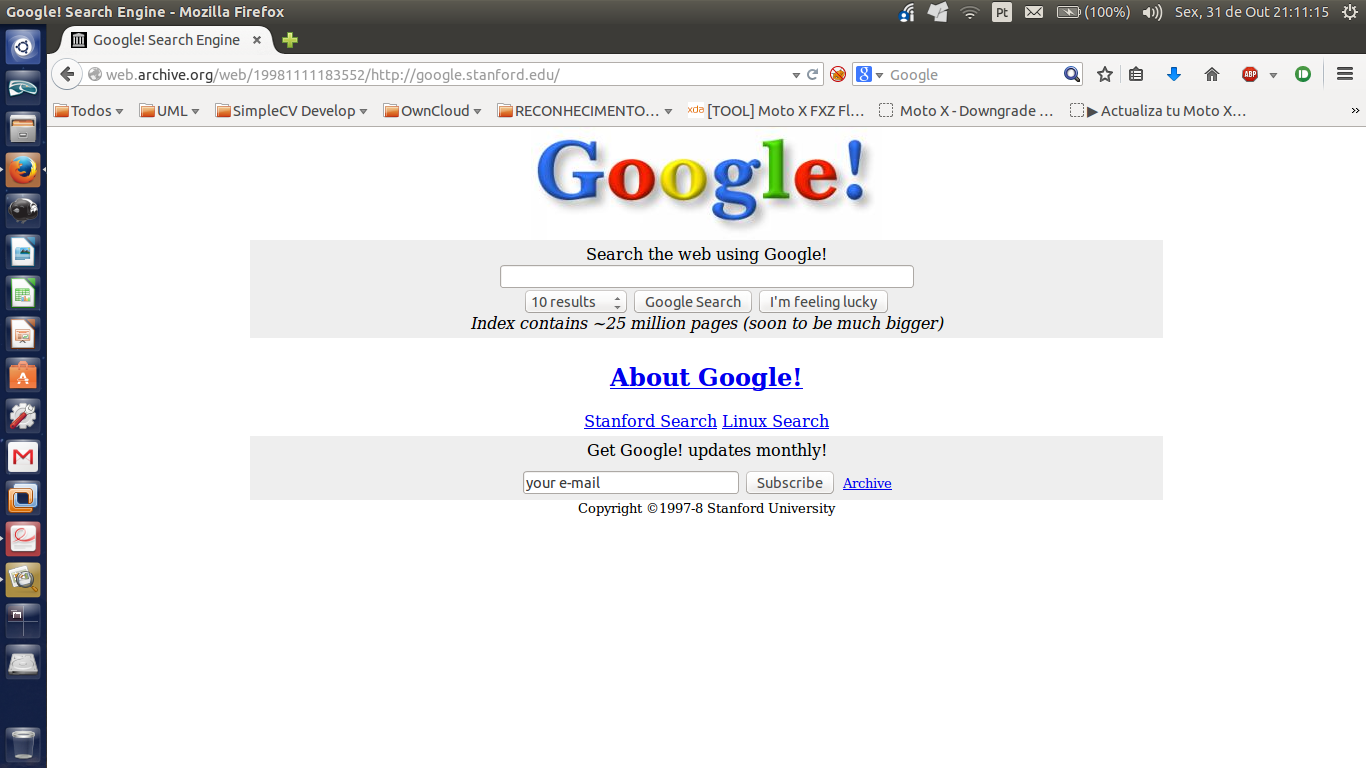 Google! Search Engine - Mozilla Firefox
Pt (100%) Sex, 31 de Out 21:11:15
Google! Search Engine
web.archive.org/web/19981111183552/http://google.stanford.edu/
Google
ABP
Todos UML SimpleCV Develop OwnCloud RECONHECIMENTO... xda [TOOL] Moto X FXZ Fl... Moto X - Downgrade ... ▶ Actualiza tu Moto X... »
Google!
Search the web using Google!
10 results Google Search I'm feeling lucky
Index contains ~25 million pages (soon to be much bigger)
About Google!
Stanford Search Linux Search
Get Google! updates monthly!
your e-mail Subscribe Archive
Copyright ©1997-8 Stanford University